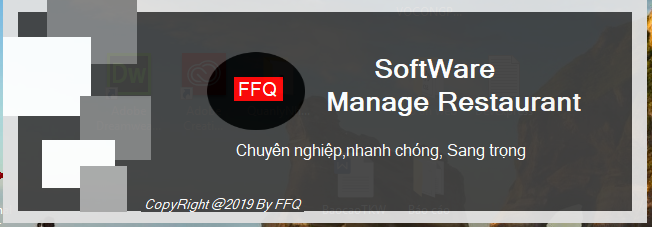 SoftWare
FFQ
Manage Restaurant
Chuyên nghiệp,nhanh chóng, Sang trọng
CopyRight @2019 By FFQ